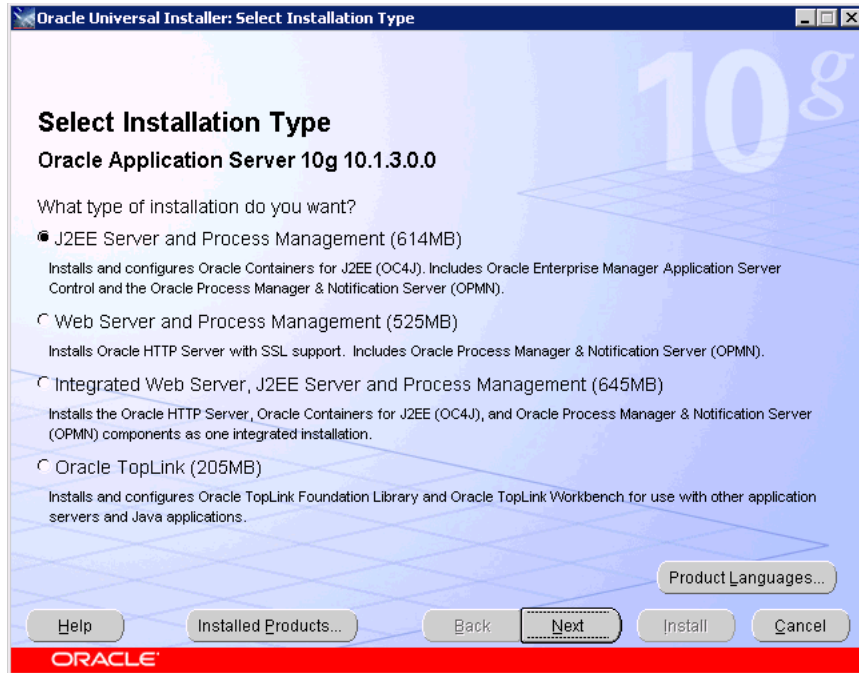 Oracle Universal Installer: Select Installation Type
10g
Select Installation Type
Oracle Application Server 10g 10.1.3.0.0
What type of installation do you want?
J2EE Server and Process Management (614MB)
Installs and configures Oracle Containers for J2EE (OC4J). Includes Oracle Enterprise Manager Application Server
Control and the Oracle Process Manager & Notification Server (OPMN).
Web Server and Process Management (525MB)
Installs Oracle HTTP Server with SSL support. Includes Oracle Process Manager & Notification Server (OPMN).
Integrated Web Server, J2EE Server and Process Management (645MB)
Installs the Oracle HTTP Server, Oracle Containers for J2EE (OC4J), and Oracle Process Manager & Notification Server
(OPMN) components as one integrated installation.
Oracle TopLink (205MB)
Installs and configures Oracle TopLink Foundation Library and Oracle TopLink Workbench for use with other application
servers and Java applications.
Product Languages...
Help Installed Products... Back Next Install Cancel
ORACLE